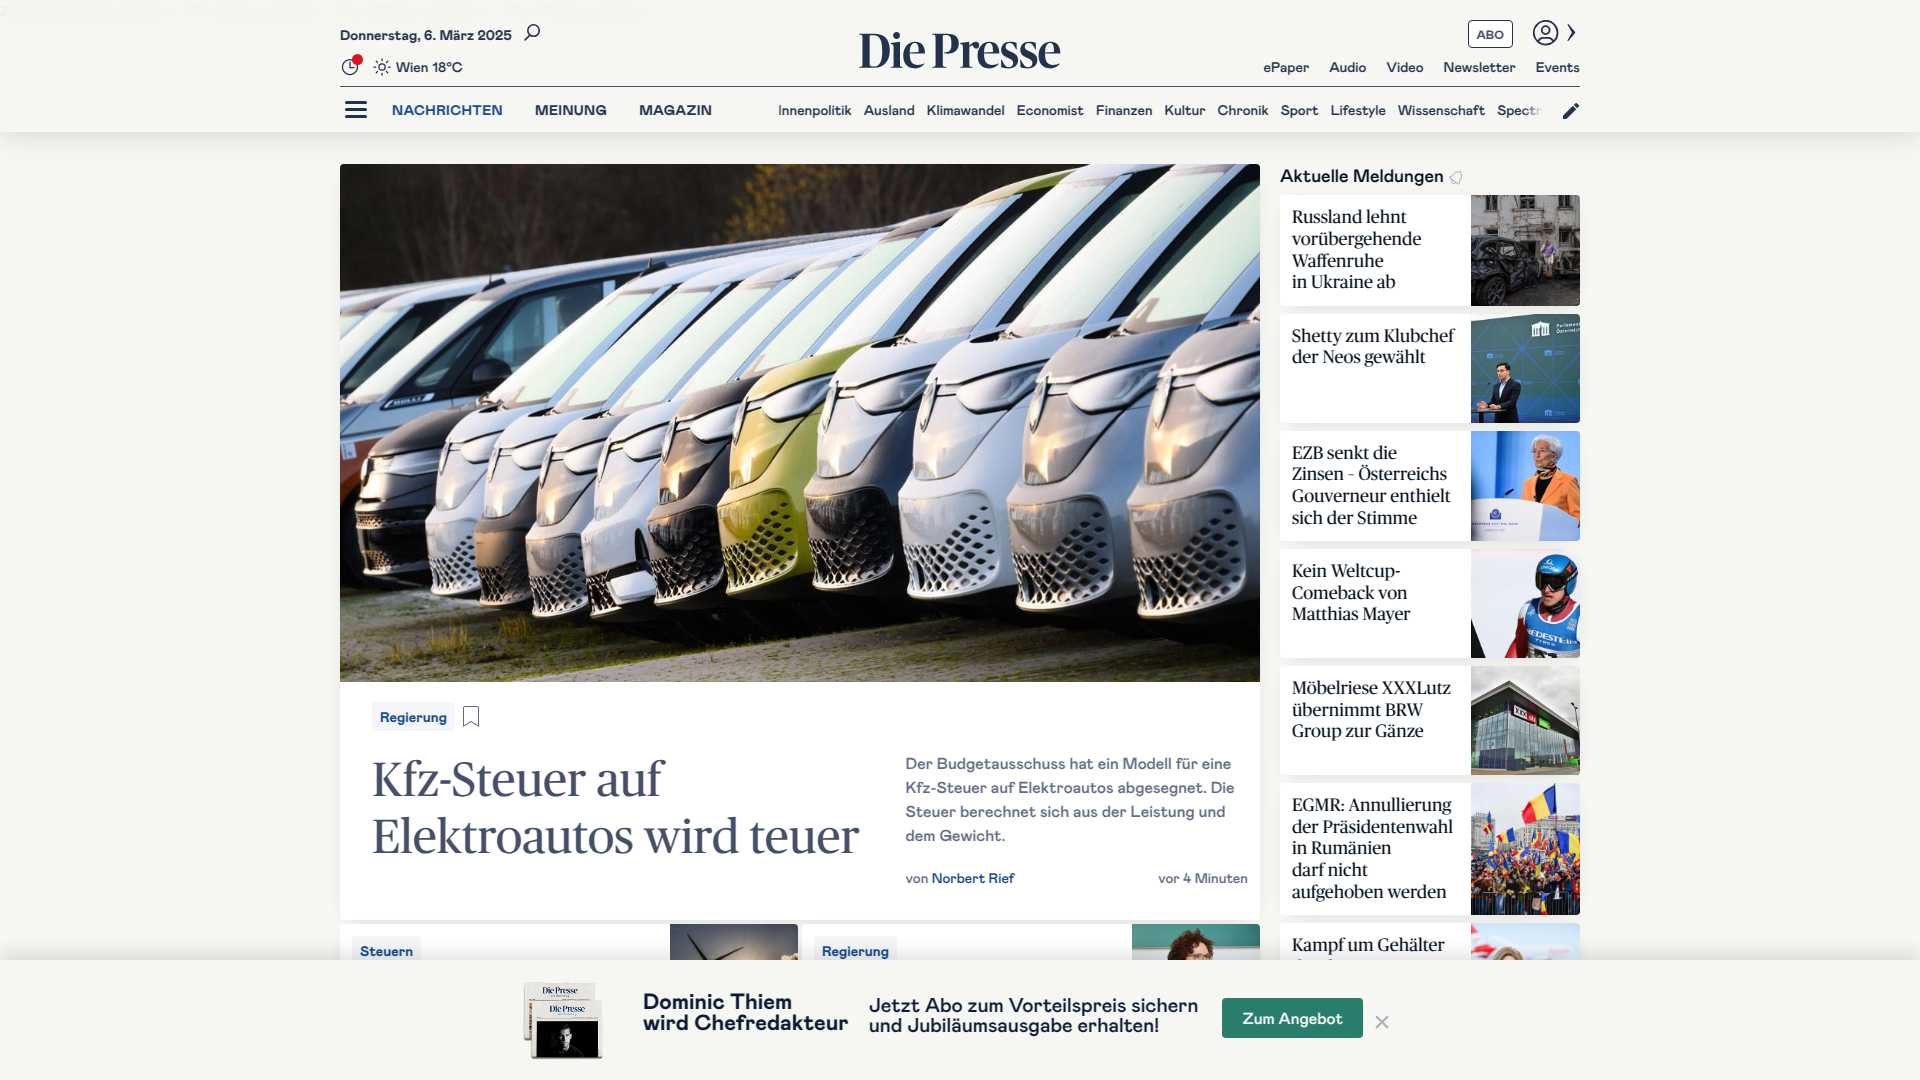 Donnerstag, 6. März 2025
Wien 18°C
Die Presse
ABO
ePaper Audio Video Newsletter Events
NACHRICHTEN MEINUNG MAGAZIN
Innenpolitik Ausland Klimawandel Economist Finanzen Kultur Chronik Sport Lifestyle Wissenschaft Spectr
Regierung
Kfz-Steuer auf
Elektroautos wird teuer
Der Budgetausschuss hat ein Modell für eine
Kfz-Steuer auf Elektroautos abgesegnet. Die
Steuer berechnet sich aus der Leistung und
dem Gewicht.
von Norbert Rief
vor 4 Minuten
Steuern
Regierung
Aktuelle Meldungen
Russland lehnt
vorübergehende
Waffenruhe
in Ukraine ab
Shetty zum Klubchef
der Neos gewählt
EZB senkt die
Zinsen – Österreichs
Gouverneur enthielt
sich der Stimme
Kein Weltcup-
Comeback von
Matthias Mayer
Möbelriese XXXLutz
übernimmt BRW
Group zur Gänze
EGMR: Annullierung
der Präsidentenwahl
in Rumänien
darf nicht
aufgehoben werden
Kampf um Gehälter
Die Presse
Die Presse
Dominic Thiem
wird Chefredakteur
Jetzt Abo zum Vorteilspreis sichern
und Jubiläumsausgabe erhalten!
Zum Angebot